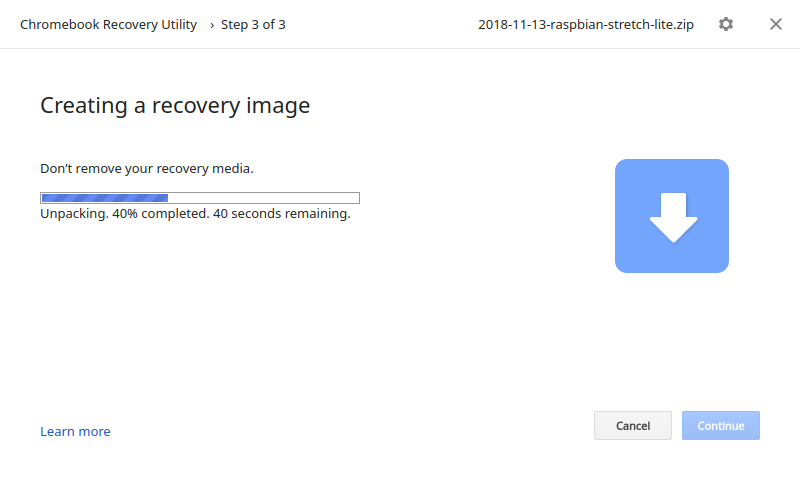 Chromebook Recovery Utility › Step 3 of 3 2018-11-13-raspbian-stretch-lite.zip
Creating a recovery image
Don’t remove your recovery media.
Unpacking. 40% completed. 40 seconds remaining.
Learn more
Cancel
Continue